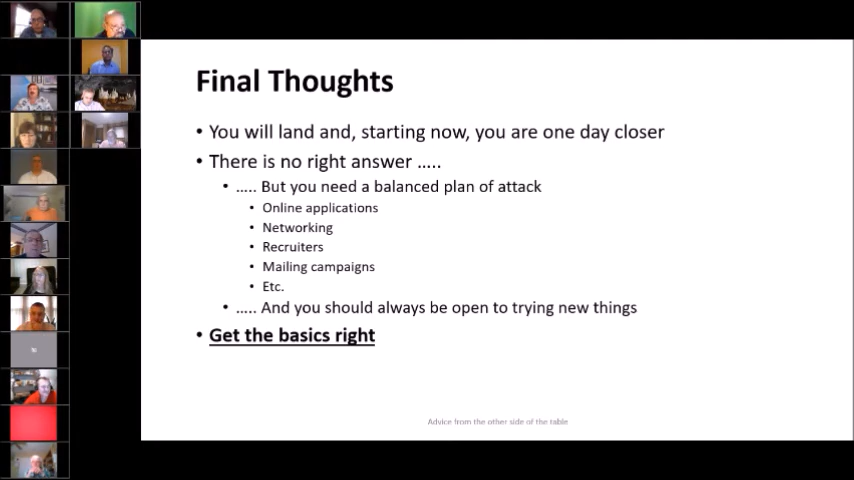 Final Thoughts
• You will land and, starting now, you are one day closer
• There is no right answer .....
• ..... But you need a balanced plan of attack
• Online applications
• Networking
• Recruiters
• Mailing campaigns
• Etc.
• ..... And you should always be open to trying new things
• Get the basics right
Advice from the other side of the table